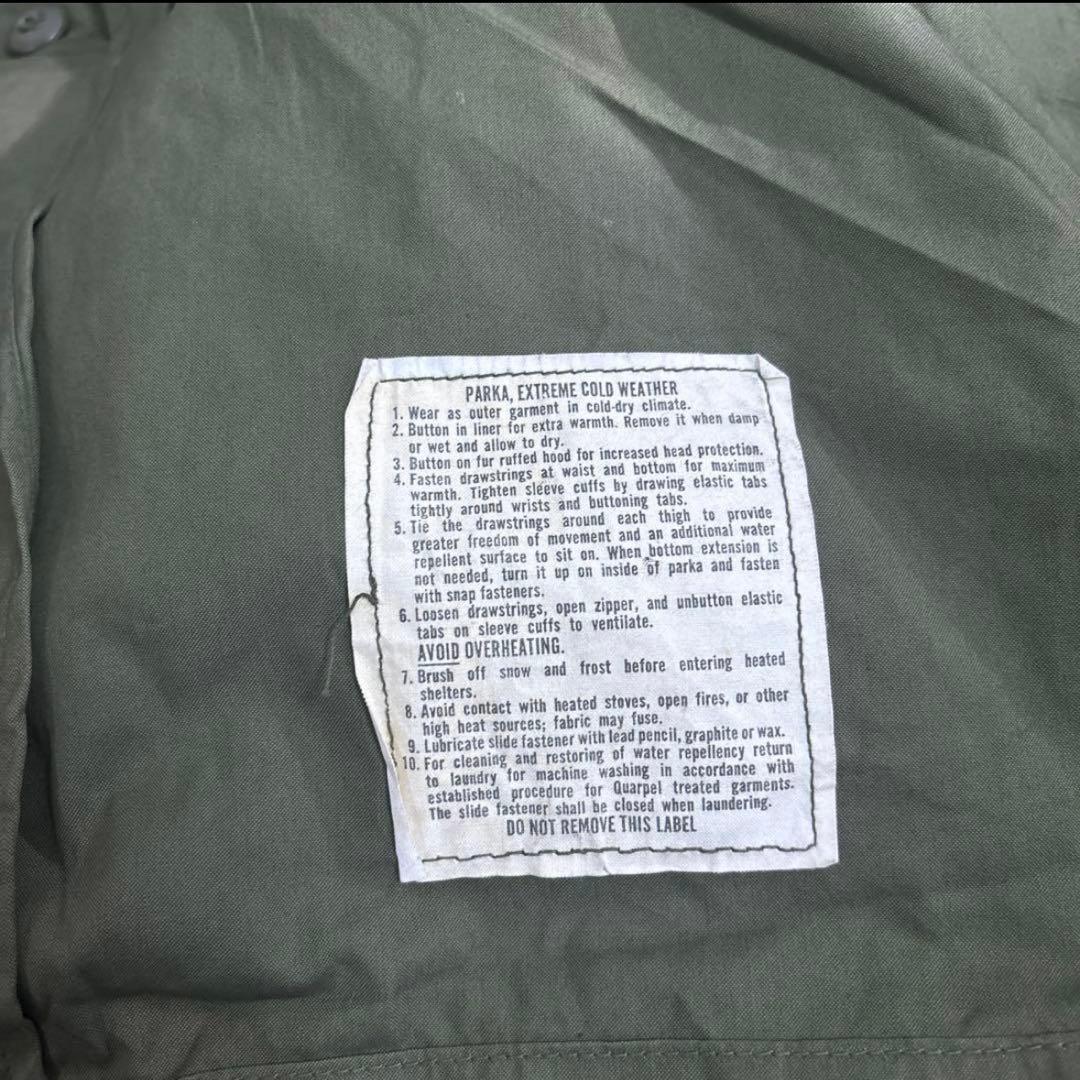 PARKA, EXTREME COLD WEATHER
1. Wear as outer garment in cold-dry climate.
2. Button in liner for extra warmth. Remove it when damp
or wet and allow to dry.
3. Button on fur ruffed hood for increased head protection.
4. Fasten drawstrings at waist and bottom for maximum
warmth. Tighten sleeve cuffs by drawing elastic tabs
tightly around wrists and buttoning tabs.
5. Tie the drawstrings around each thigh to provide
greater freedom of movement and an additional water
repellent surface to sit on. When bottom extension is
not needed, turn it up on inside of parka and fasten
with snap fasteners.
6. Loosen drawstrings, open zipper, and unbutton elastic
tabs on sleeve cuffs to ventilate.
AVOID OVERHEATING.
7. Brush off snow and frost before entering heated
shelters.
8. Avoid contact with heated stoves, open fires, or other
high heat sources; fabric may fuse.
9. Lubricate slide fastener with lead pencil, graphite or wax.
10. For cleaning and restoring of water repellency return
to laundry for machine washing in accordance with
established procedure for Quarpel treated garments.
The slide fastener shall be closed when laundering.
DO NOT REMOVE THIS LABEL